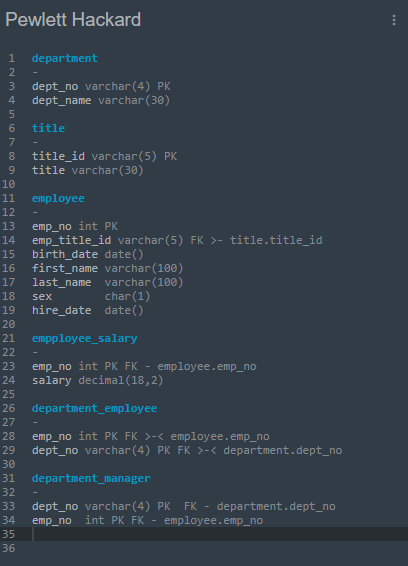 Pewlett Hackard
1 department
2 -
3 dept_no varchar(4) PK
4 dept_name varchar(30)
5
6 title
7 -
8 title_id varchar(5) PK
9 title varchar(30)
10
11 employee
12 -
13 emp_no int PK
14 emp_title_id varchar(5) FK >- title.title_id
15 birth_date date()
16 first_name varchar(100)
17 last_name  varchar(100)
18 sex        char(1)
19 hire_date  date()
20
21 empployee_salary
22 -
23 emp_no int PK FK - employee.emp_no
24 salary decimal(18,2)
25
26 department_employee
27 -
28 emp_no int PK FK >-< employee.emp_no
29 dept_no varchar(4) PK FK >-< department.dept_no
30
31 department_manager
32 -
33 dept_no varchar(4) PK  FK - department.dept_no
34 emp_no  int PK FK - employee.emp_no
35
36